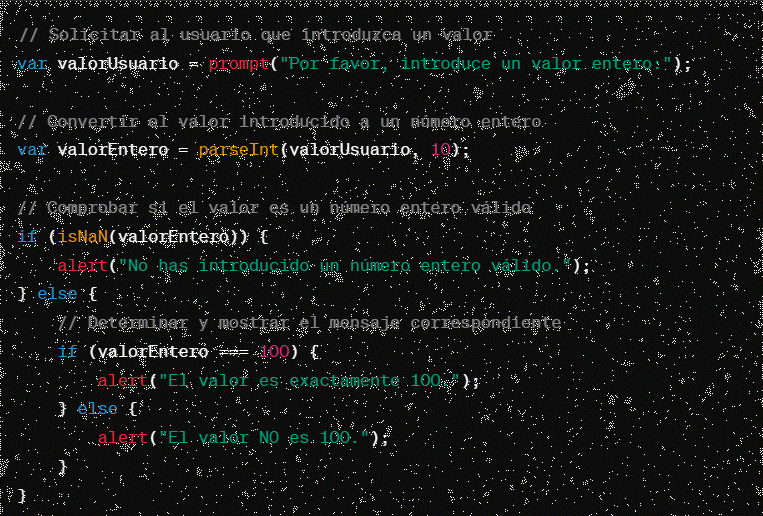 // Solicitar al usuario que introduzca un valor
var valorUsuario = prompt("Por favor, introduce un valor entero:");
// Convertir el valor introducido a un número entero
var valorEntero = parseInt(valorUsuario, 10);
// Comprobar si el valor es un número entero válido
if (isNaN(valorEntero)) {
    alert("No has introducido un número entero válido.");
} else {
    // Determinar y mostrar el mensaje correspondiente
    if (valorEntero === 100) {
        alert("El valor es exactamente 100.");
    } else {
        alert("El valor NO es 100.");
    }
}